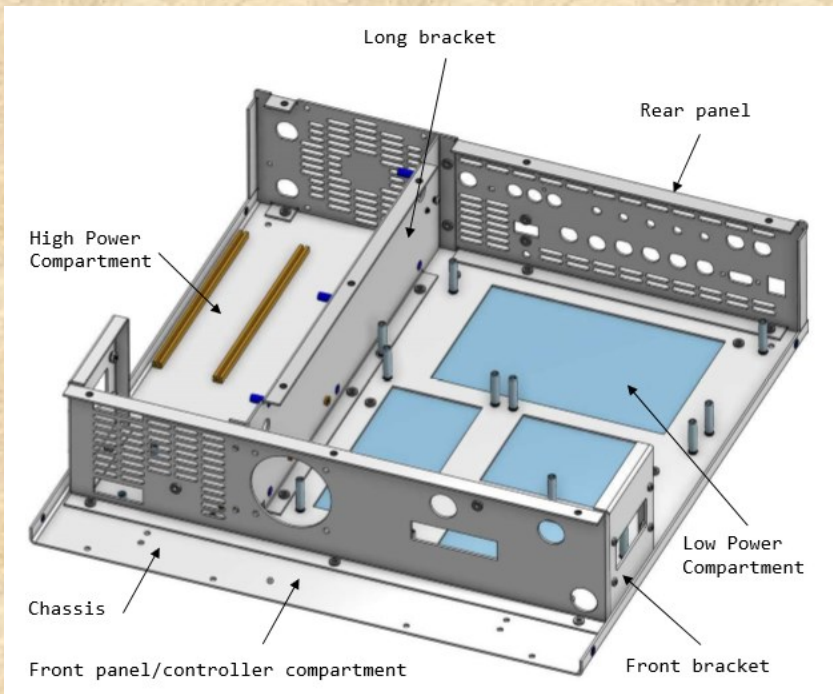 Long bracket
Rear panel
High Power
Compartment
Low Power
Compartment
Chassis
Front panel/controller compartment
Front bracket